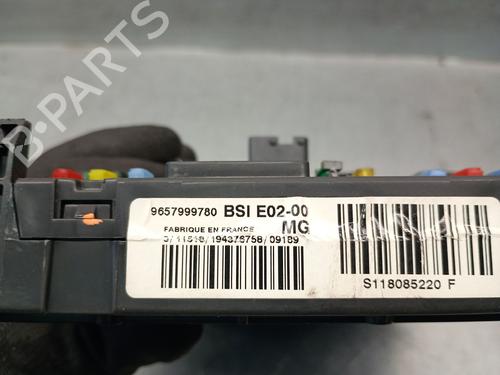 B-PARTS
9657999780 BSI E02-00
FABRIQUE EN FRANCE MG
S118085220 F